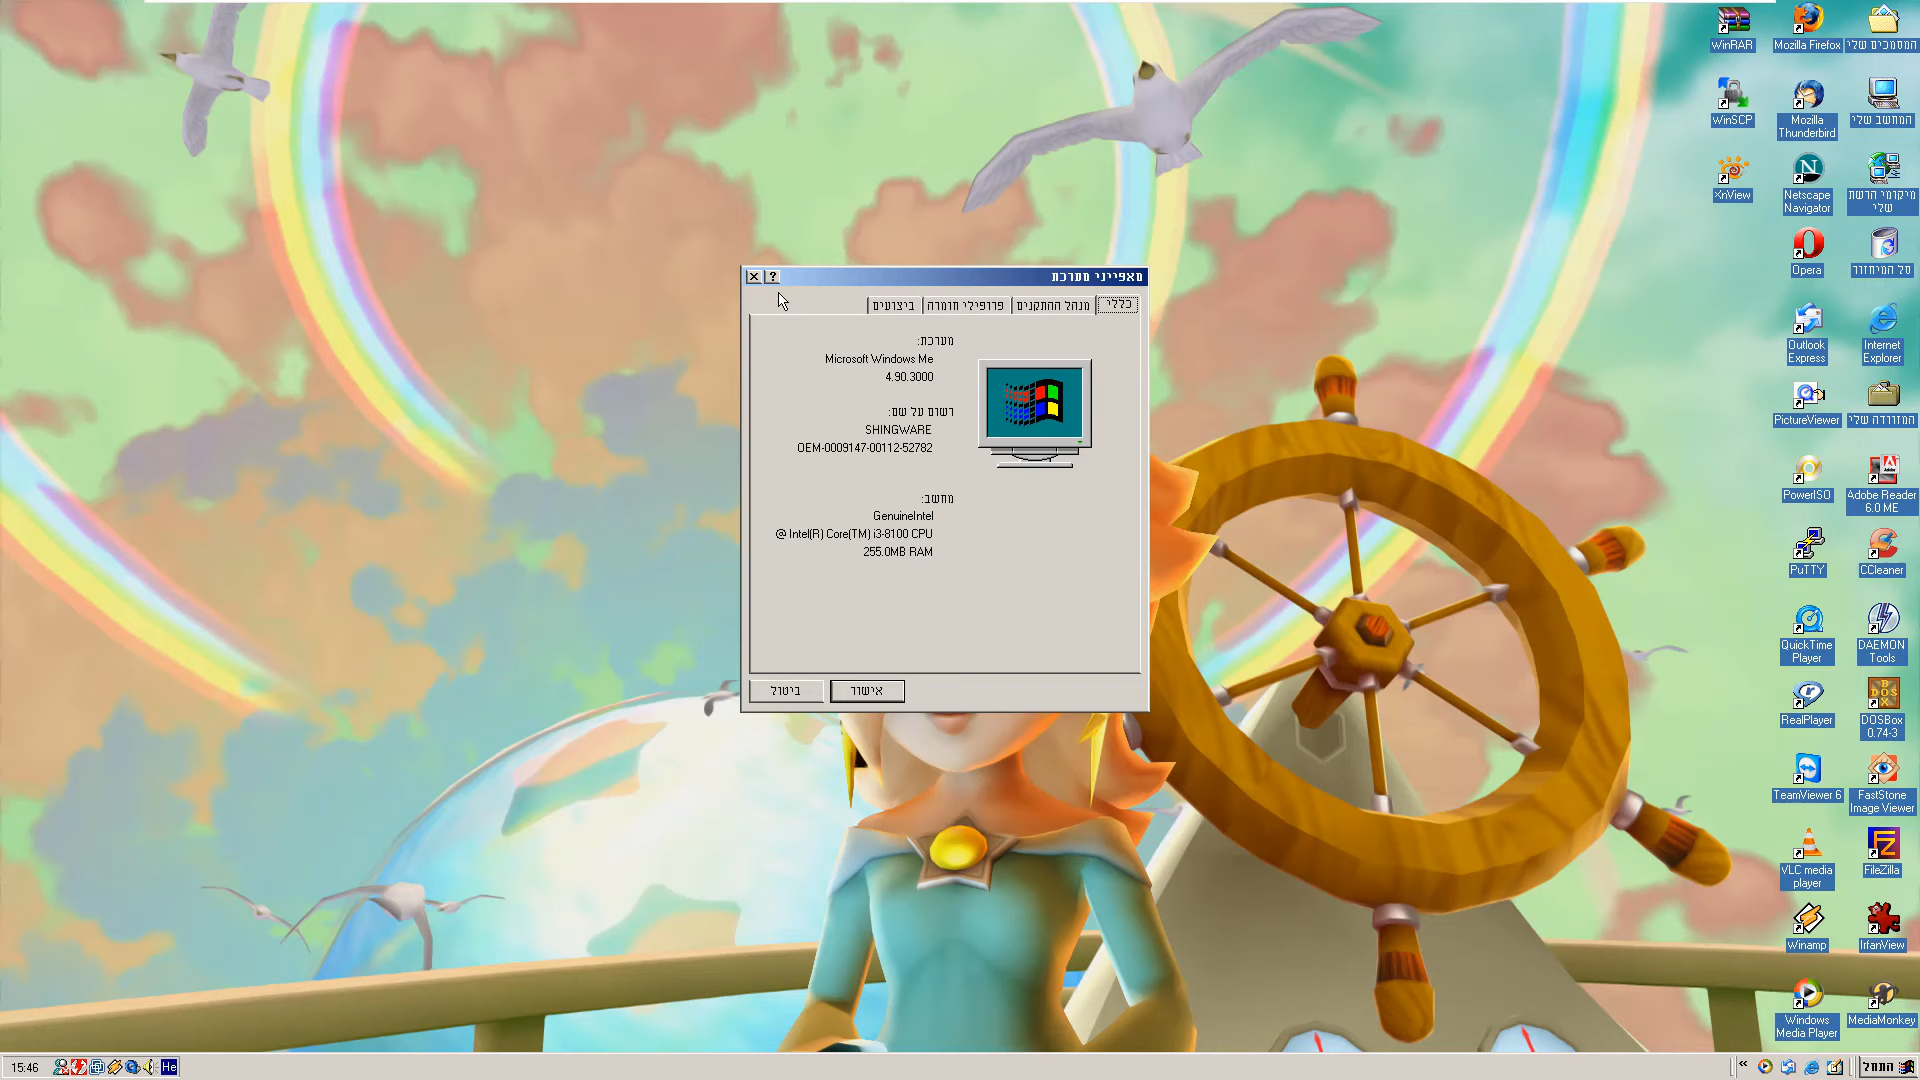 מאפייני מערכת
כללי
מנהל ההתקנים
פרופילי חומרה
ביצועים
מערכת:
Microsoft Windows Me
4.90.3000
רשום על שם:
SHINGWARE
OEM-0009147-00112-52782
מחשב:
GenuineIntel
@ Intel(R) Core(TM) i3-8100 CPU
255.0MB RAM
אישור
ביטול
המסמכים שלי
המחשב שלי
מיקומי הרשת
שלי
סל המיחזור
Internet
Explorer
המזוודה שלי
Adobe Reader
6.0 ME
CCleaner
DAEMON
Tools
DOSBox
0.74-3
FastStone
Image Viewer
FileZilla
IrfanView
MediaMonkey
Mozilla Firefox
Mozilla
Thunderbird
Netscape
Navigator
Opera
Outlook
Express
PictureViewer
PowerISO
PuTTY
QuickTime
Player
RealPlayer
TeamViewer 6
VLC media
player
Winamp
Windows
Media Player
WinRAR
WinSCP
XnView
התחל
He
15:46